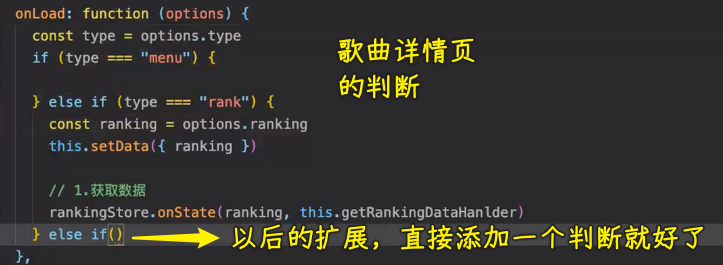 onLoad: function (options) {
const type = options.type
if (type === "menu") {
歌曲详情页
的判断
} else if (type === "rank") {
const ranking = options.ranking
this.setData({ ranking })
// 1.获取数据
rankingStore.onState(ranking, this.getRankingDataHanlder)
} else if() 以后的扩展，直接添加一个判断就好了
},